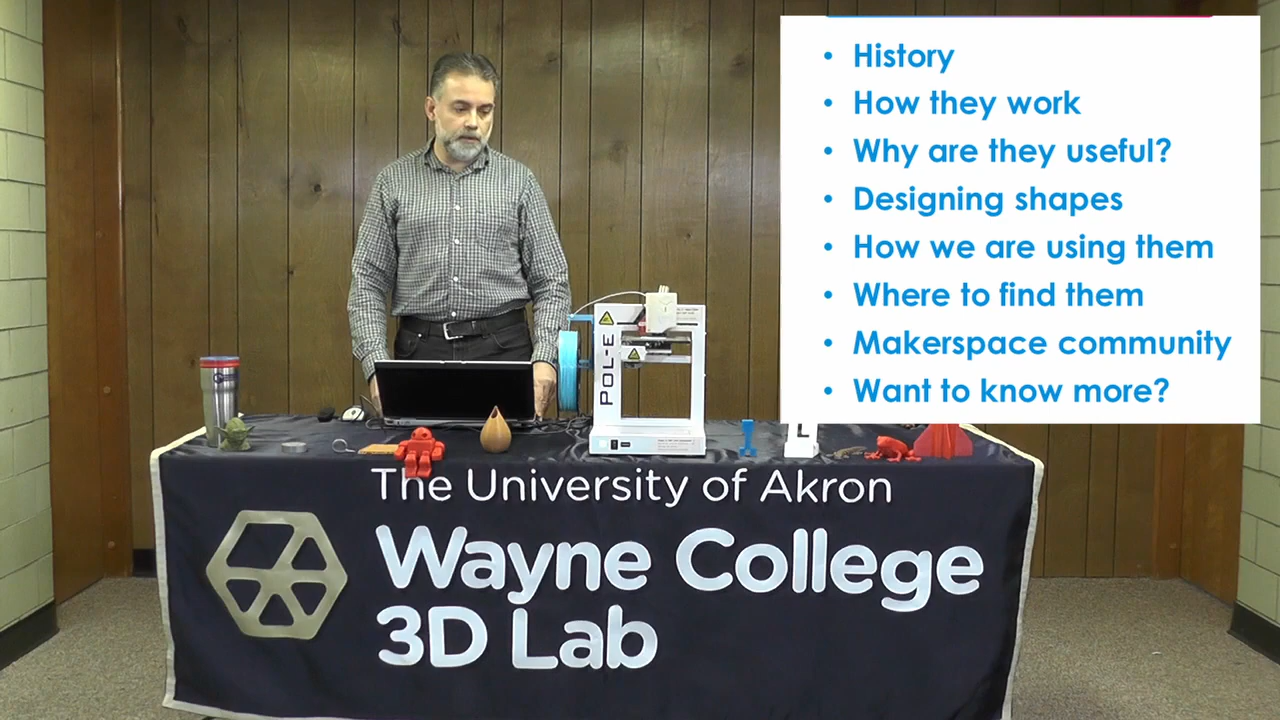 • History
• How they work
• Why are they useful?
• Designing shapes
• How we are using them
• Where to find them
• Makerspace community
• Want to know more?
POL-E
L
The University of Akron
Wayne College
3D Lab